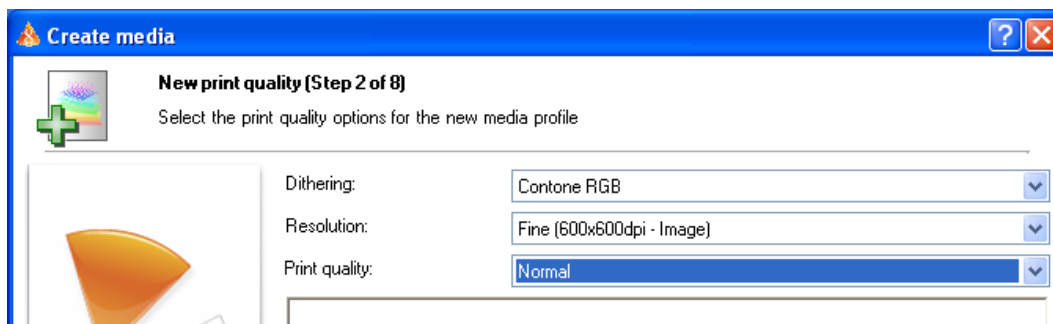 Create media
New print quality (Step 2 of 8)
Select the print quality options for the new media profile
Dithering: Contone RGB
Resolution: Fine (600x600dpi - Image)
Print quality: Normal